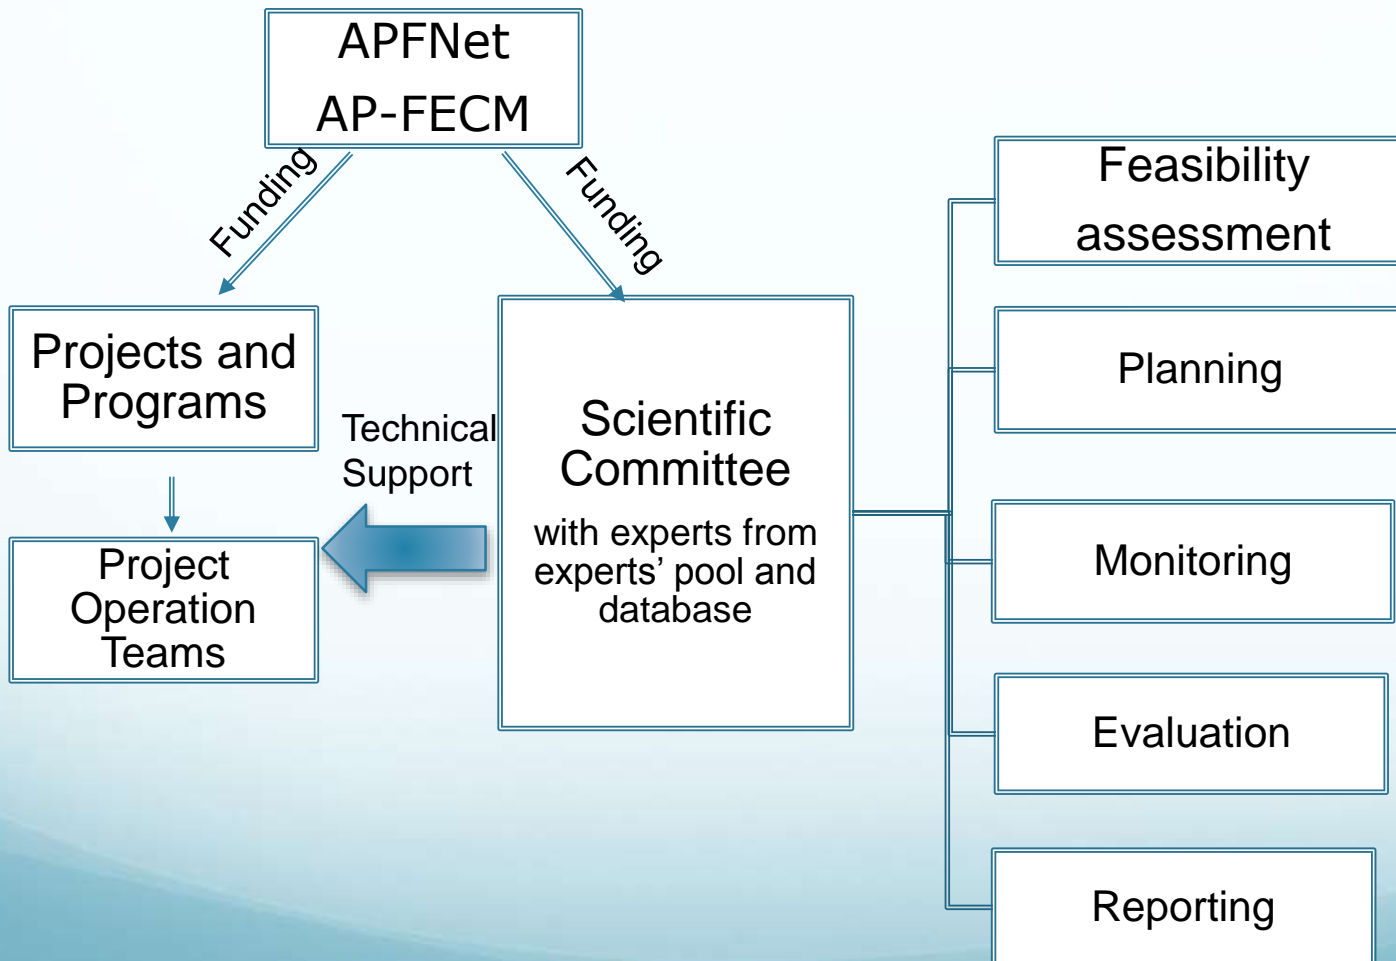 APFNet
AP-FECM
Funding
Funding
Projects and
Programs
Technical
Support
Project
Operation
Teams
Scientific
Committee
with experts from
experts’ pool and
database
Feasibility
assessment
Planning
Monitoring
Evaluation
Reporting